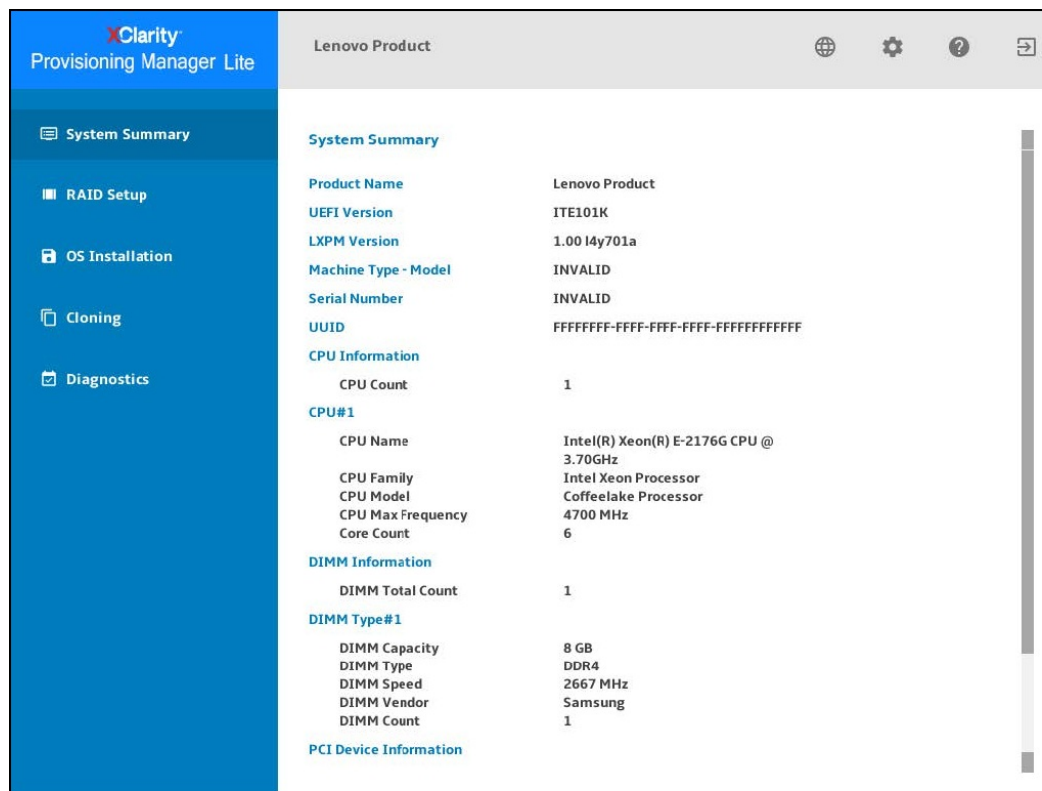 XClarity
Provisioning Manager Lite
Lenovo Product
System Summary
RAID Setup
OS Installation
Cloning
Diagnostics
System Summary
Product Name Lenovo Product
UEFI Version ITE101K
LXPM Version 1.00 l4y701a
Machine Type - Model INVALID
Serial Number INVALID
UUID FFFFFFFF-FFFF-FFFF-FFFF-FFFFFFFFFFFF
CPU Information
CPU Count 1
CPU#1
CPU Name Intel(R) Xeon(R) E-2176G CPU @
3.70GHz
CPU Family Intel Xeon Processor
CPU Model Coffeelake Processor
CPU Max Frequency 4700 MHz
Core Count 6
DIMM Information
DIMM Total Count 1
DIMM Type#1
DIMM Capacity 8 GB
DIMM Type DDR4
DIMM Speed 2667 MHz
DIMM Vendor Samsung
DIMM Count 1
PCI Device Information